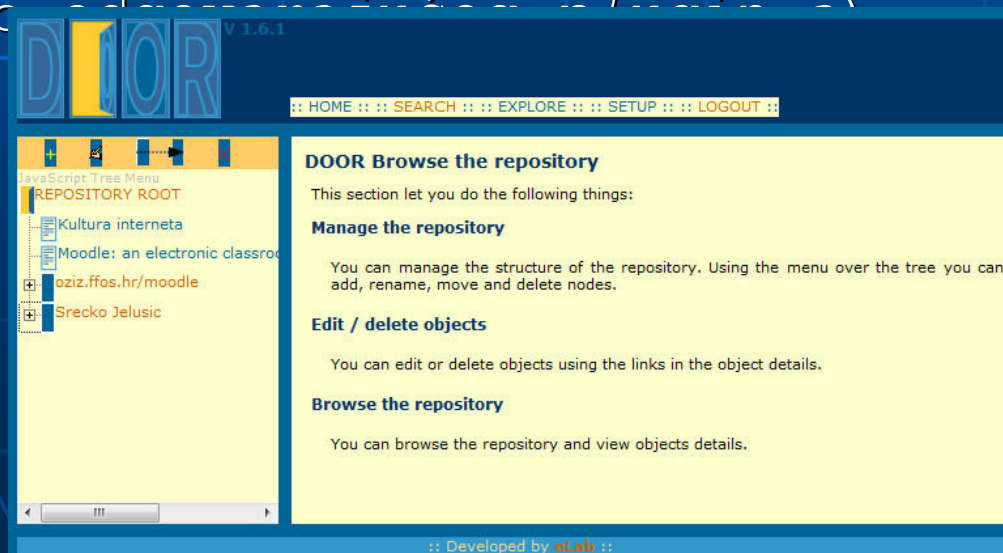 DOOR
V 1.6.1
:: HOME :: :: SEARCH :: :: EXPLORE :: :: SETUP :: :: LOGOUT ::
JavaScript Tree Menu
REPOSITORY ROOT
Kultura interneta
Moodle: an electronic classroo
oziz.ffos.hr/moodle
Srecko Jelusic
DOOR Browse the repository
This section let you do the following things:
Manage the repository
You can manage the structure of the repository. Using the menu over the tree you can
add, rename, move and delete nodes.
Edit / delete objects
You can edit or delete objects using the links in the object details.
Browse the repository
You can browse the repository and view objects details.
:: Developed by eLab ::